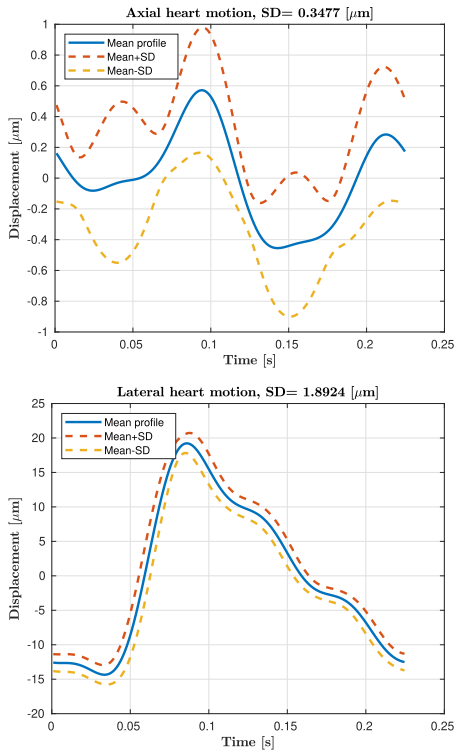 Axial heart motion, SD= 0.3477 [μm]
1
0.8
0.6
0.4
0.2
0
-0.2
-0.4
-0.6
-0.8
-1
Displacement [μm]
Mean profile
Mean+SD
Mean-SD
0 0.05 0.1 0.15 0.2 0.25
Time [s]
Lateral heart motion, SD= 1.8924 [μm]
25
20
15
10
5
0
-5
-10
-15
-20
Displacement [μm]
Mean profile
Mean+SD
Mean-SD
0 0.05 0.1 0.15 0.2 0.25
Time [s]